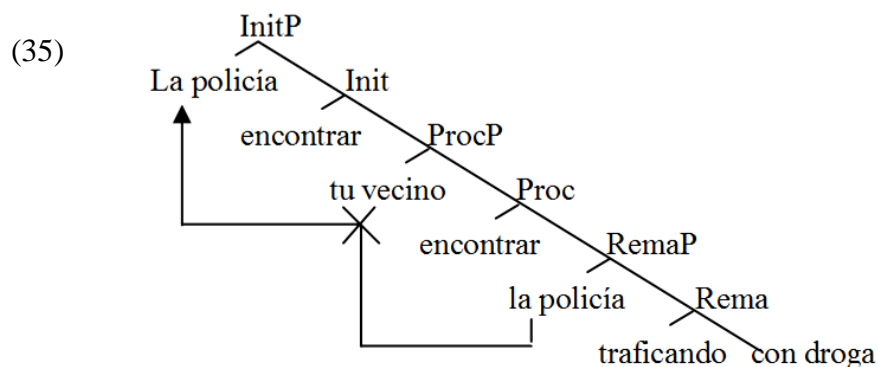 InitP
(35)
La policía Init
encontrar ProcP
tu vecino Proc
encontrar RemaP
la policía Rema
traficando con droga